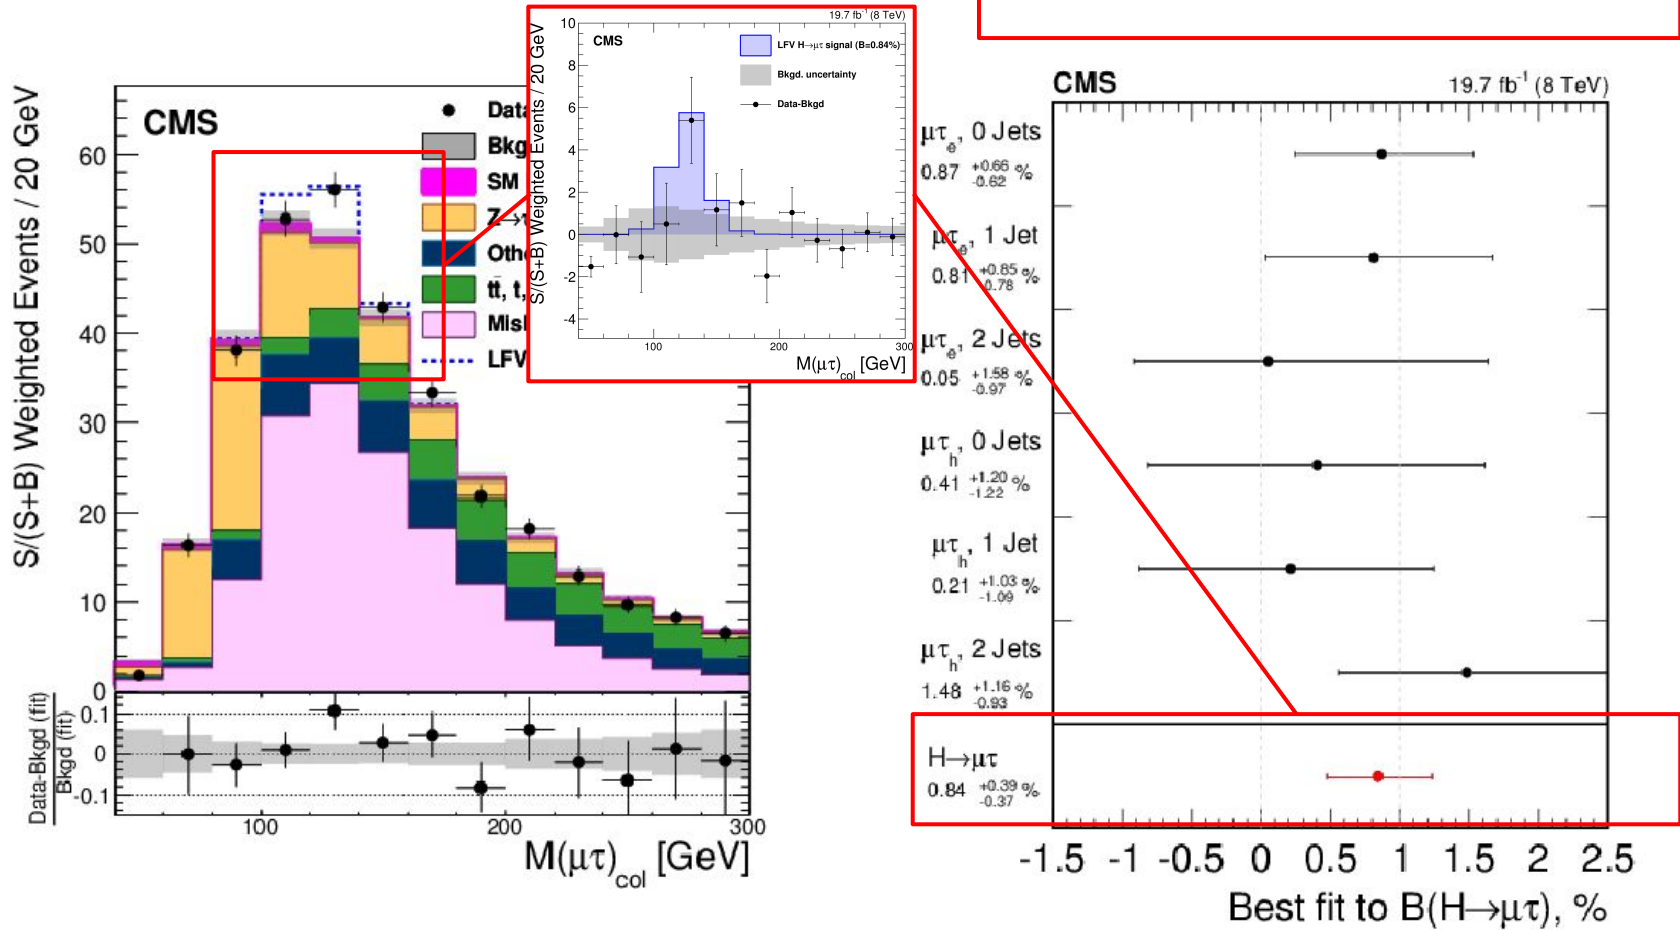 CMS
S/(S+B) Weighted Events / 20 GeV
60
50
40
30
20
10
0
Data
Bkg
SM
Z→τ
Othe
tt̄, t,
MisI
LFV
Data-Bkgd (fit)
Bkgd (fit)
0.1
0
-0.1
100
200
300
M(μτ)col [GeV]
19.7 fb⁻¹ (8 TeV)
CMS
S/(S+B) Weighted Events / 20 GeV
LFV H→μτ signal (B=0.84%)
Bkgd. uncertainty
Data-Bkgd
10
8
6
4
2
0
-2
-4
100
200
300
M(μτ)col [GeV]
CMS
19.7 fb⁻¹ (8 TeV)
μτe, 0 Jets
0.87 +0.66 -0.62 %
μτe, 1 Jet
0.81 +0.85 -0.78 %
μτe, 2 Jets
0.05 +1.58 -0.97 %
μτh, 0 Jets
0.41 +1.20 -1.22 %
μτh, 1 Jet
0.21 +1.03 -1.09 %
μτh, 2 Jets
1.48 +1.16 -0.93 %
H→μτ
0.84 +0.39 -0.37 %
-1.5 -1 -0.5 0 0.5 1 1.5 2 2.5
Best fit to B(H→μτ), %